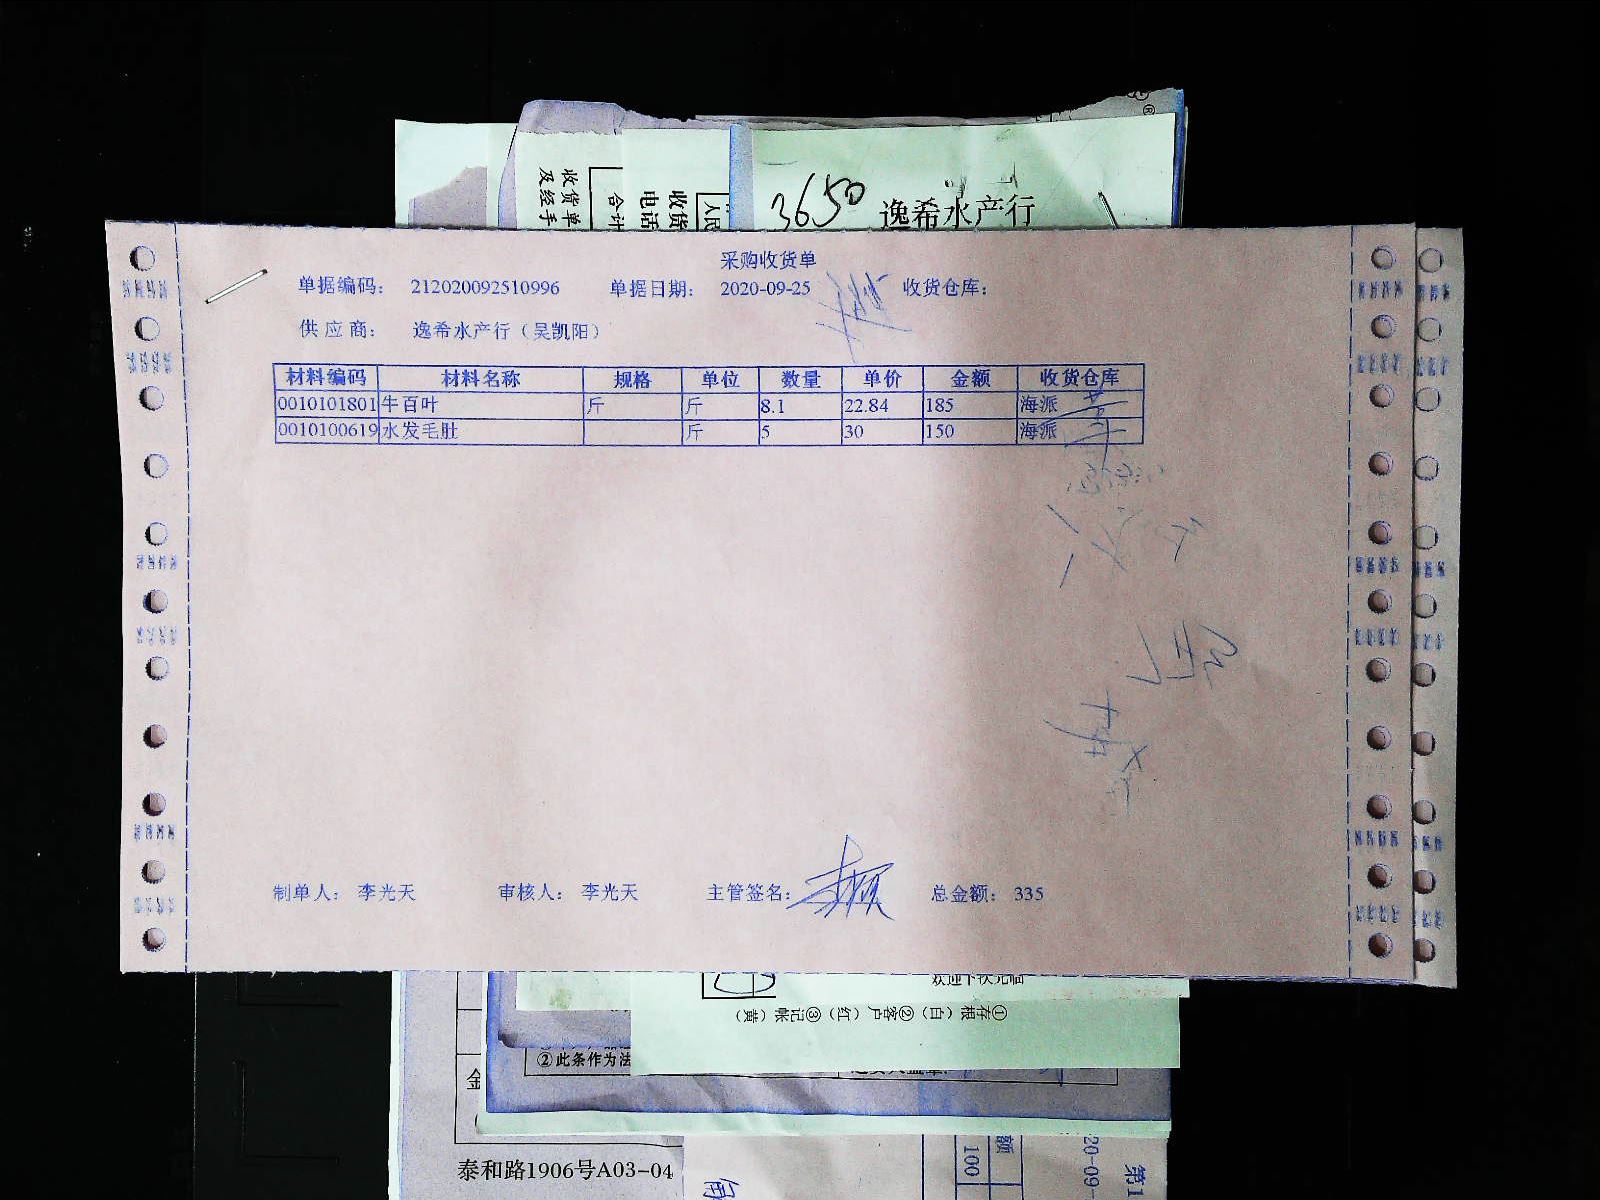 收货单
及经手
合计
收货
电话
人民
3650 逸希水产行
采购收货单
单据编码： 212020092510996 单据日期： 2020-09-25 收货仓库：
供应商： 逸希水产行（吴凯阳）
材料编码 材料名称 规格 单位 数量 单价 金额 收货仓库
0010101801 牛百叶 斤 斤 8.1 22.84 185 海派
0010100619 水发毛肚 斤 5 30 150 海派
制单人： 李光天 审核人： 李光天 主管签名： 总金额： 335
欢迎下次光临
①存根（白）②客户（红）③记帐（黄）
②此条作为法
金
额
100
20-09-
第1
泰和路1906号A03-04